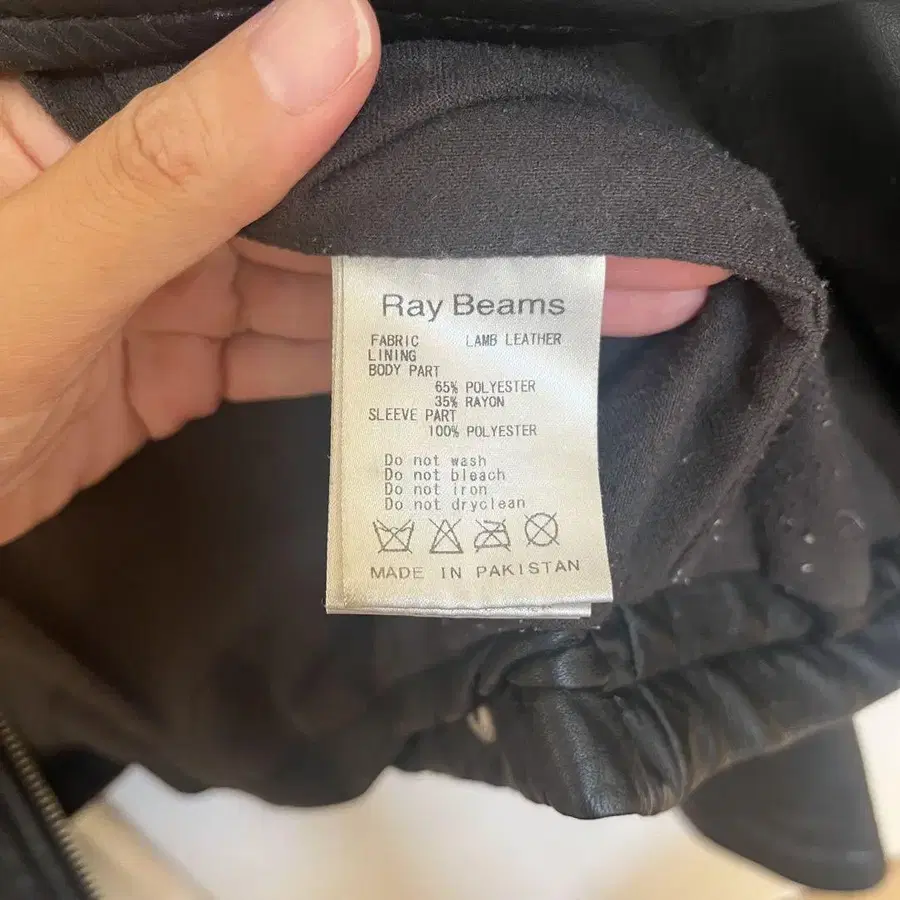 Ray Beams
FABRIC LAMB LEATHER
LINING
BODY PART
65% POLYESTER
35% RAYON
SLEEVE PART
100% POLYESTER
Do not wash
Do not bleach
Do not iron
Do not dryclean
MADE IN PAKISTAN